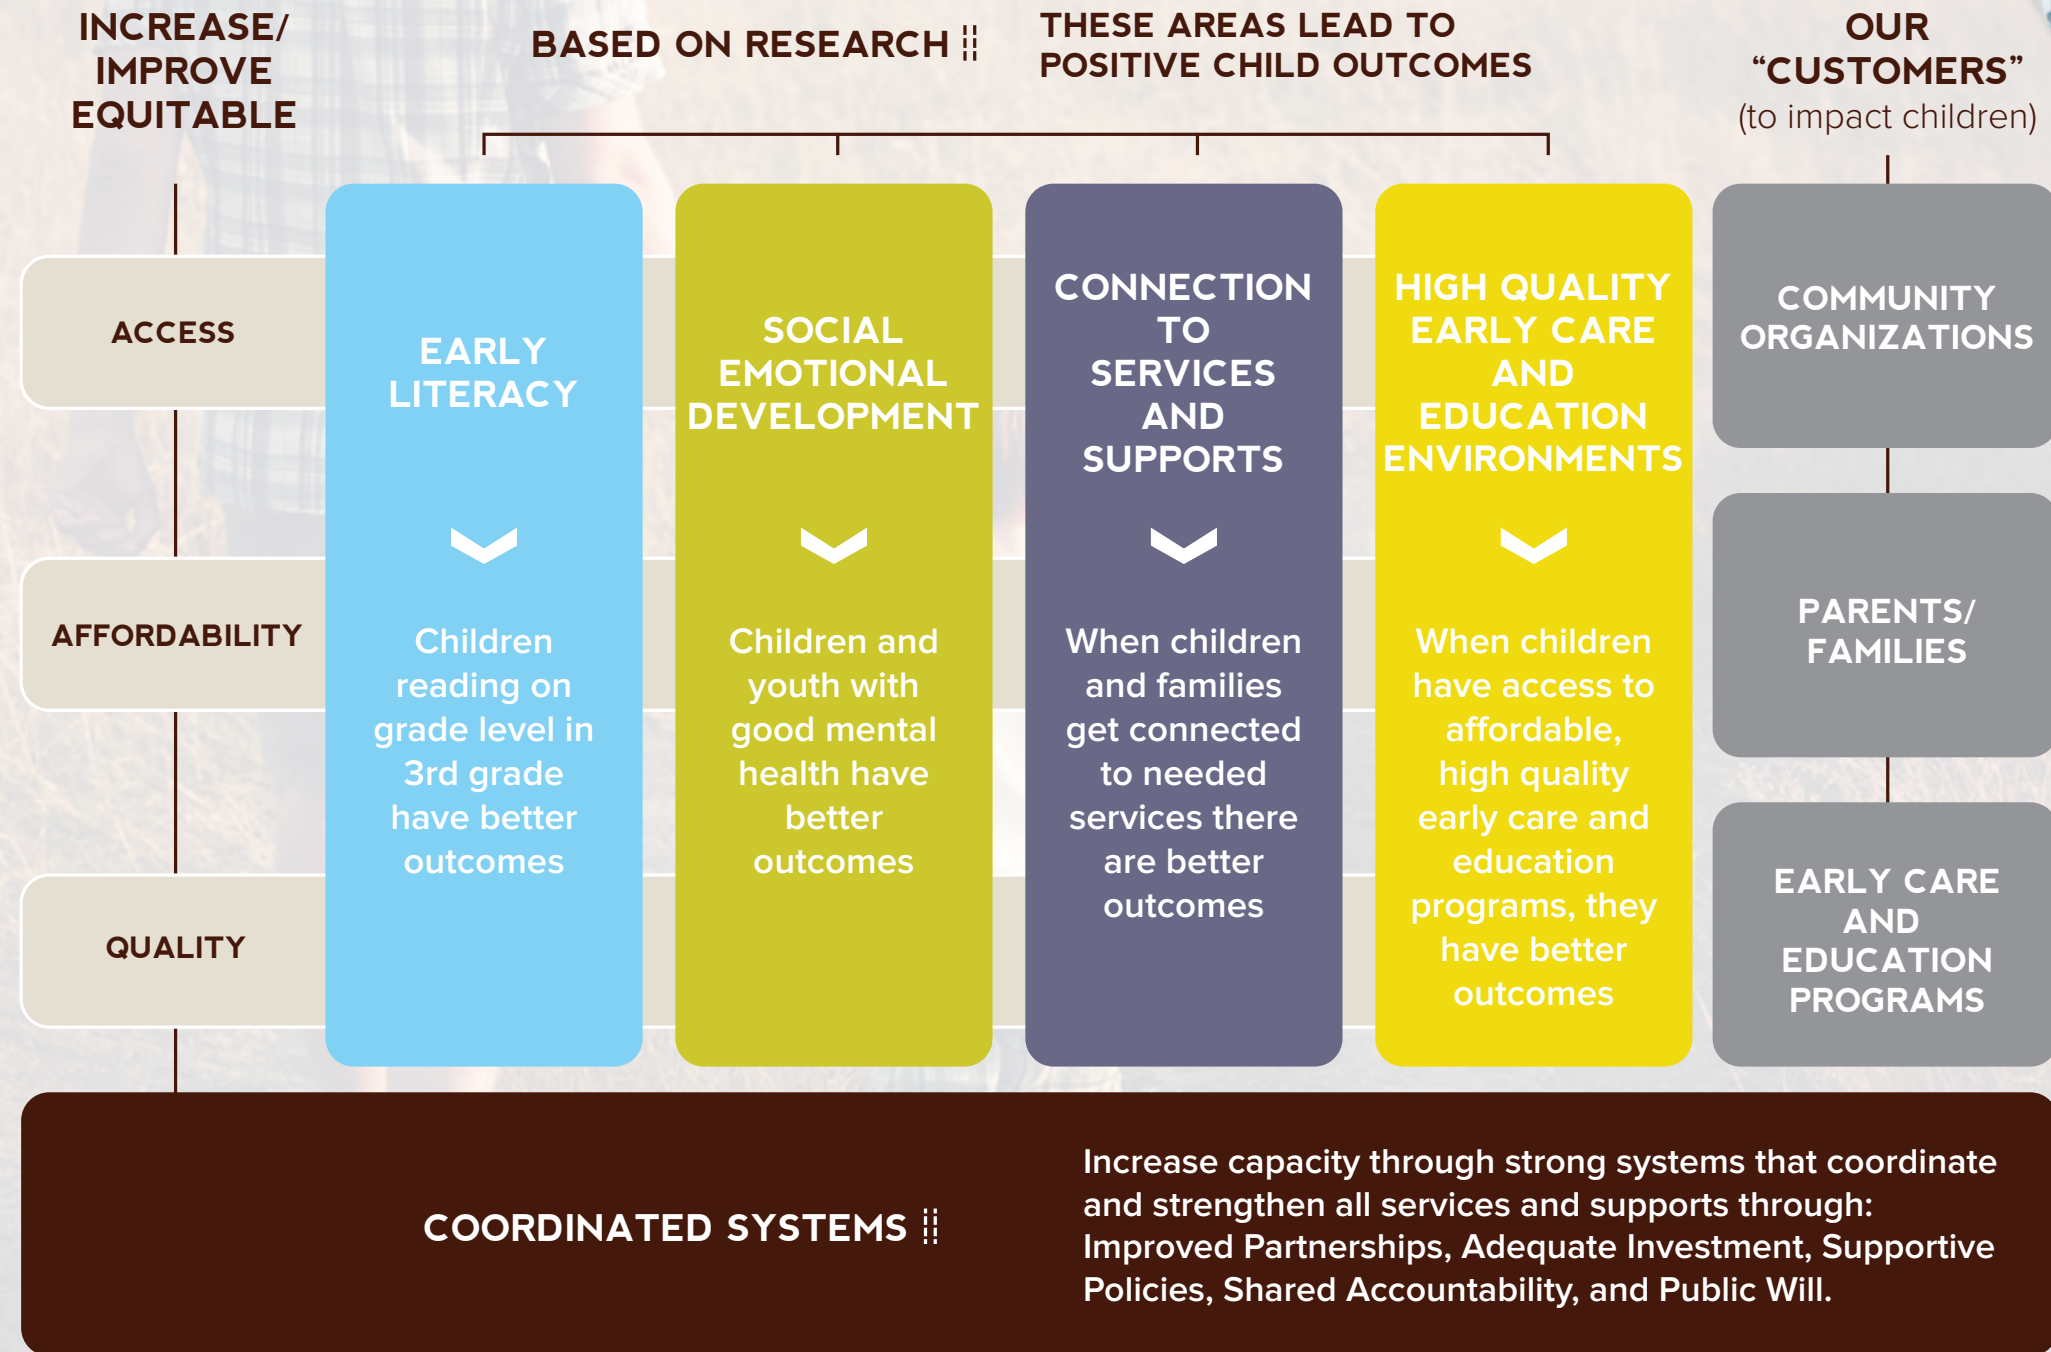 INCREASE/
IMPROVE
EQUITABLE
BASED ON RESEARCH
THESE AREAS LEAD TO
POSITIVE CHILD OUTCOMES
OUR
“CUSTOMERS”
(to impact children)
ACCESS
AFFORDABILITY
QUALITY
EARLY
LITERACY
Children
reading on
grade level in
3rd grade
have better
outcomes
SOCIAL
EMOTIONAL
DEVELOPMENT
Children and
youth with
good mental
health have
better
outcomes
CONNECTION
TO
SERVICES
AND
SUPPORTS
When children
and families
get connected
to needed
services there
are better
outcomes
HIGH QUALITY
EARLY CARE
AND
EDUCATION
ENVIRONMENTS
When children
have access to
affordable,
high quality
early care and
education
programs, they
have better
outcomes
COMMUNITY
ORGANIZATIONS
PARENTS/
FAMILIES
EARLY CARE
AND
EDUCATION
PROGRAMS
COORDINATED SYSTEMS
Increase capacity through strong systems that coordinate
and strengthen all services and supports through:
Improved Partnerships, Adequate Investment, Supportive
Policies, Shared Accountability, and Public Will.